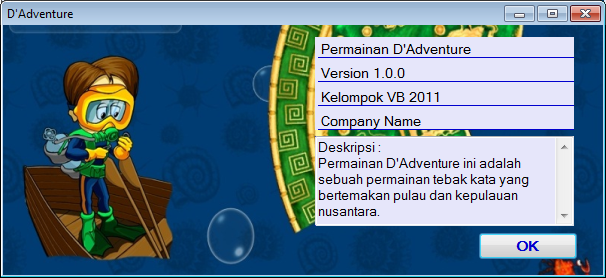 D'Adventure
Permainan D'Adventure
Version 1.0.0
Kelompok VB 2011
Company Name
Deskripsi :
Permainan D'Adventure ini adalah
sebuah permainan tebak kata yang
bertemakan pulau dan kepulauan
nusantara.
OK